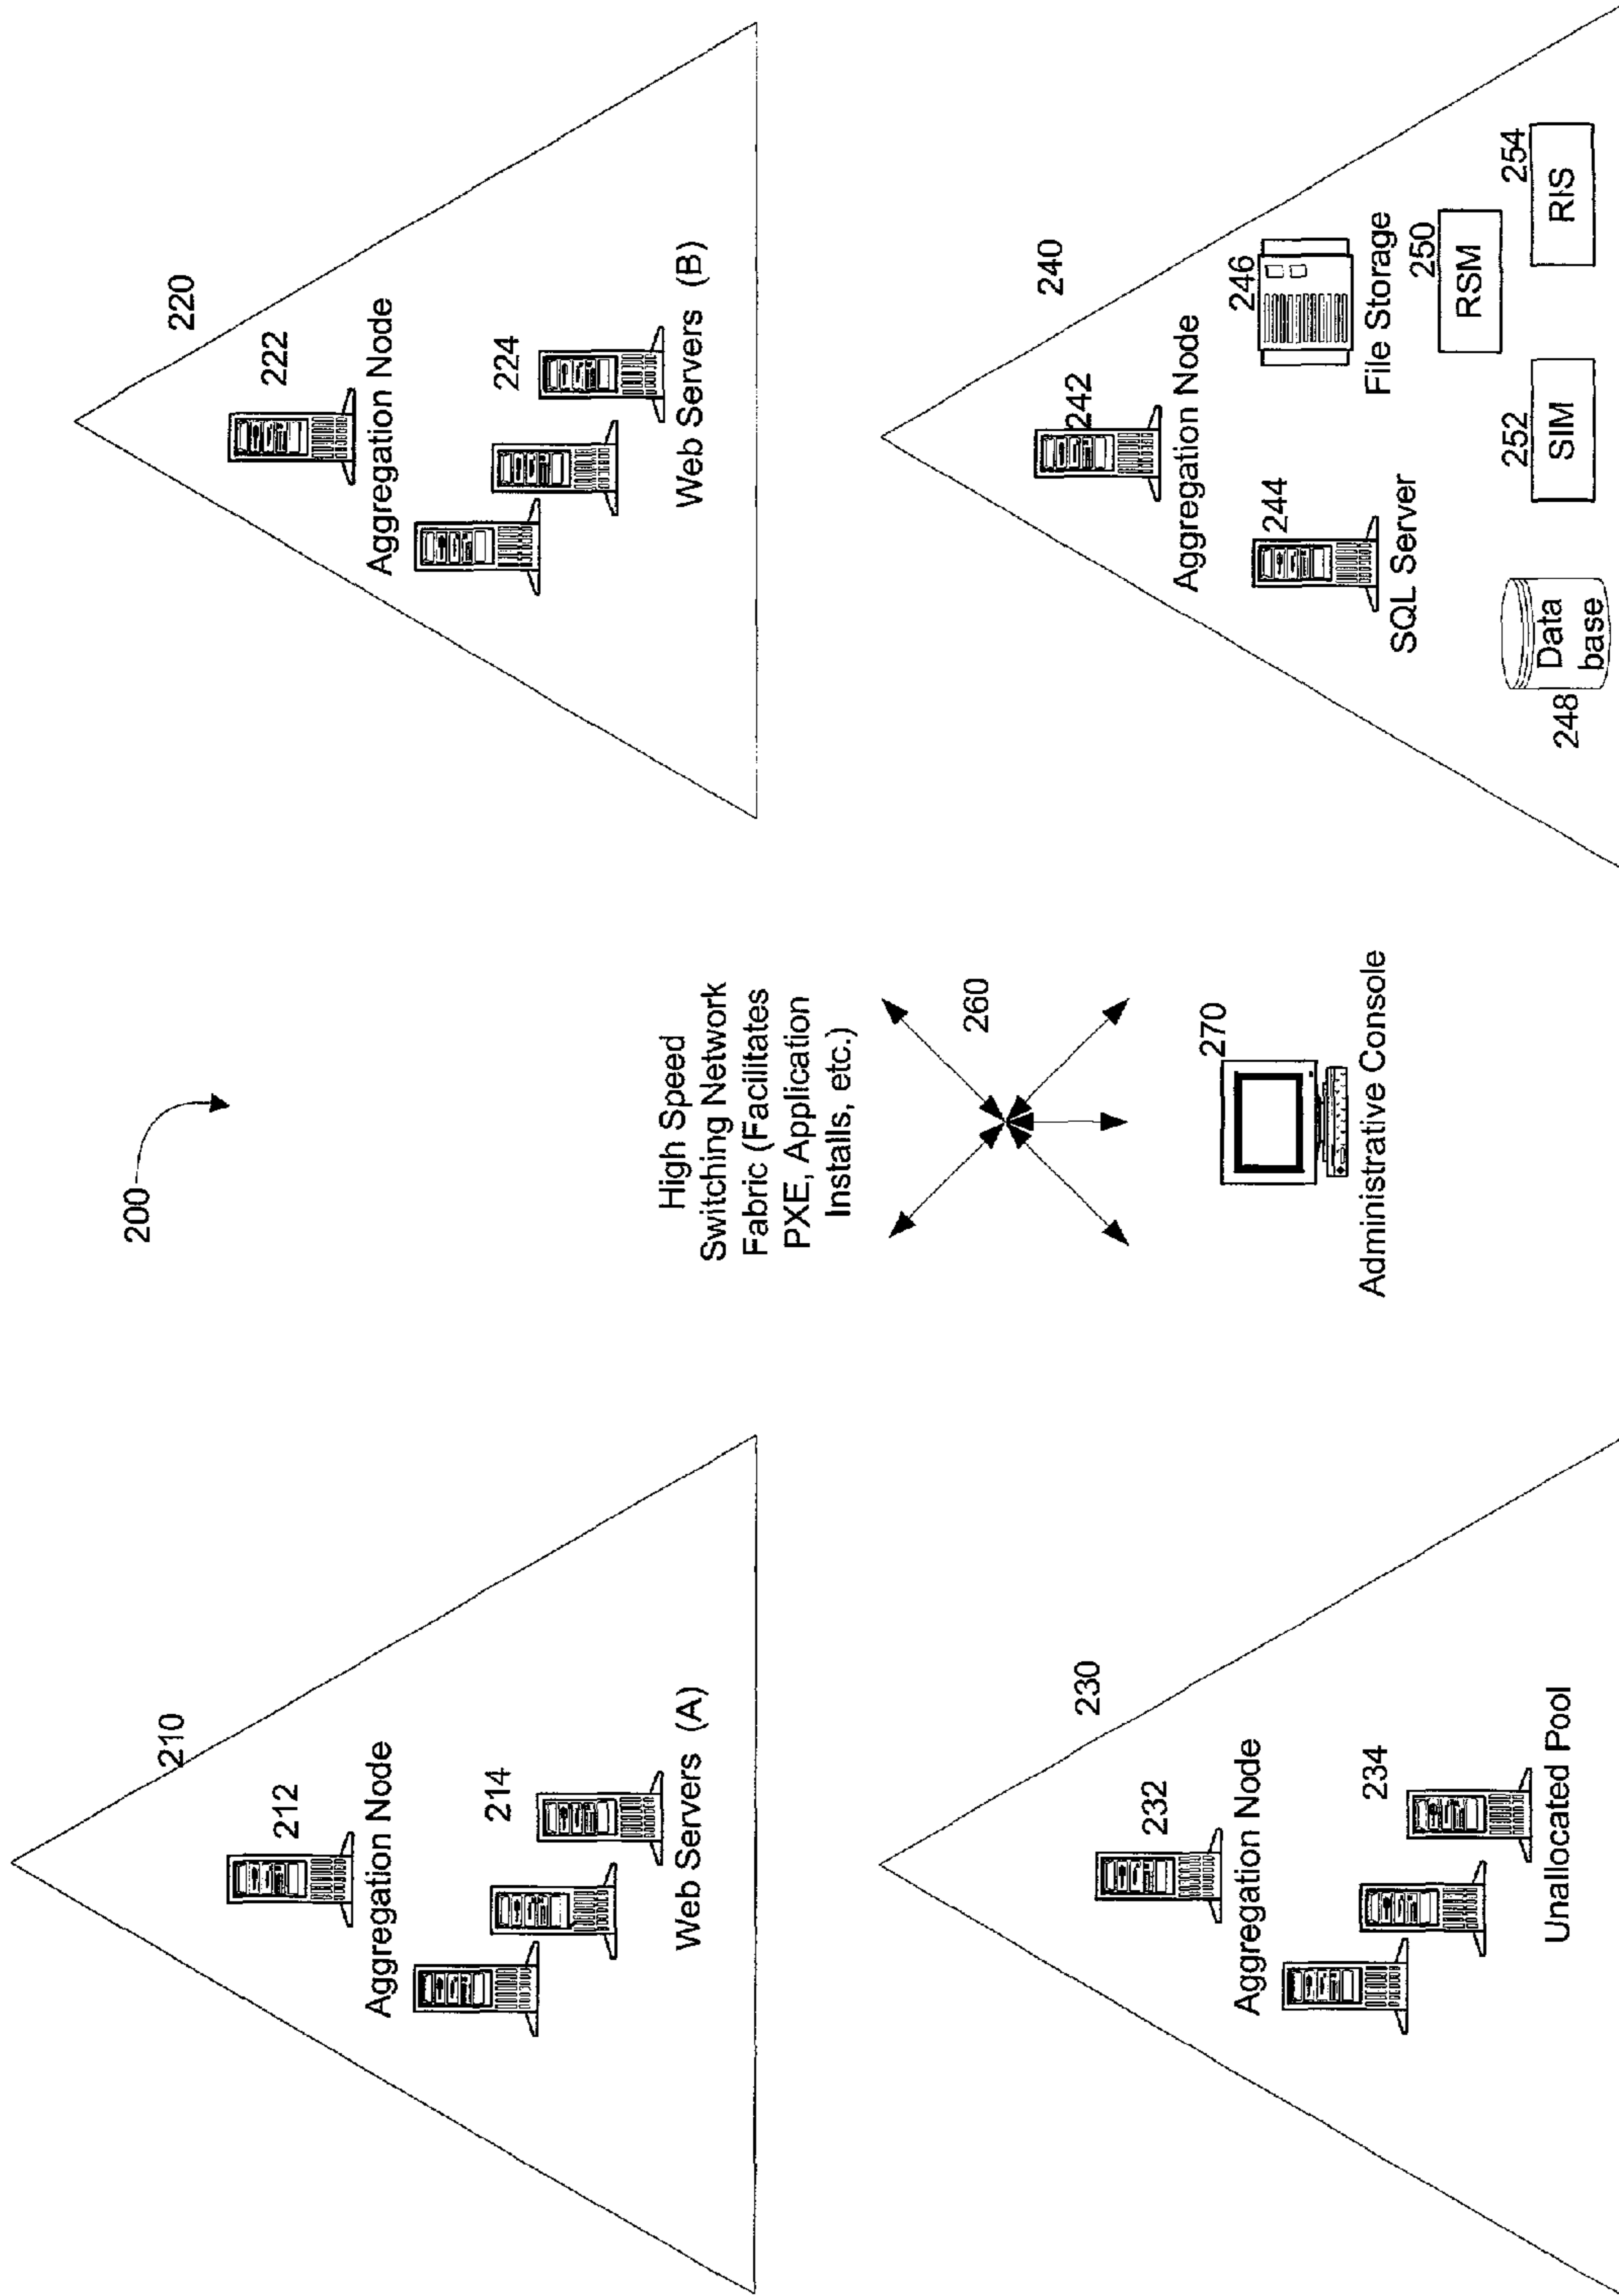 200
210
212
Aggregation Node
214
Web Servers (A)
220
222
Aggregation Node
224
Web Servers (B)
High Speed
Switching Network
Fabric (Facilitates
PXE, Application
Installs, etc.)
260
270
Administrative Console
230
232
Aggregation Node
234
Unallocated Pool
240
242
Aggregation Node
244
SQL Server
246
File Storage
248
Data
base
250
RSM
252
SIM
254
RIS